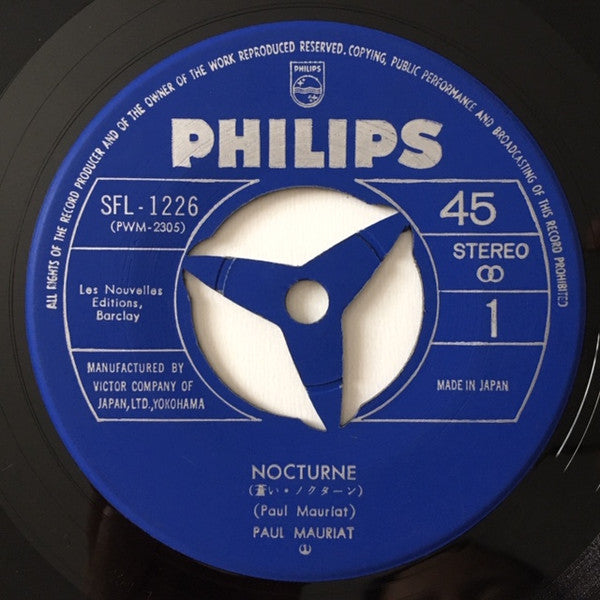 ALL RIGHTS OF THE RECORD PRODUCER AND OF THE OWNER OF THE WORK REPRODUCED RESERVED. COPYING, PUBLIC PERFORMANCE AND BROADCASTING OF THIS RECORD PROHIBITED
PHILIPS
PHILIPS
SFL-1226
(PWM-2305)
45
STEREO
Les Nouvelles
Editions,
Barclay
1
MANUFACTURED BY
VICTOR COMPANY OF
JAPAN,LTD.,YOKOHAMA
MADE IN JAPAN
NOCTURNE
(蒼い・ノクターン)
(Paul Mauriat)
PAUL MAURIAT